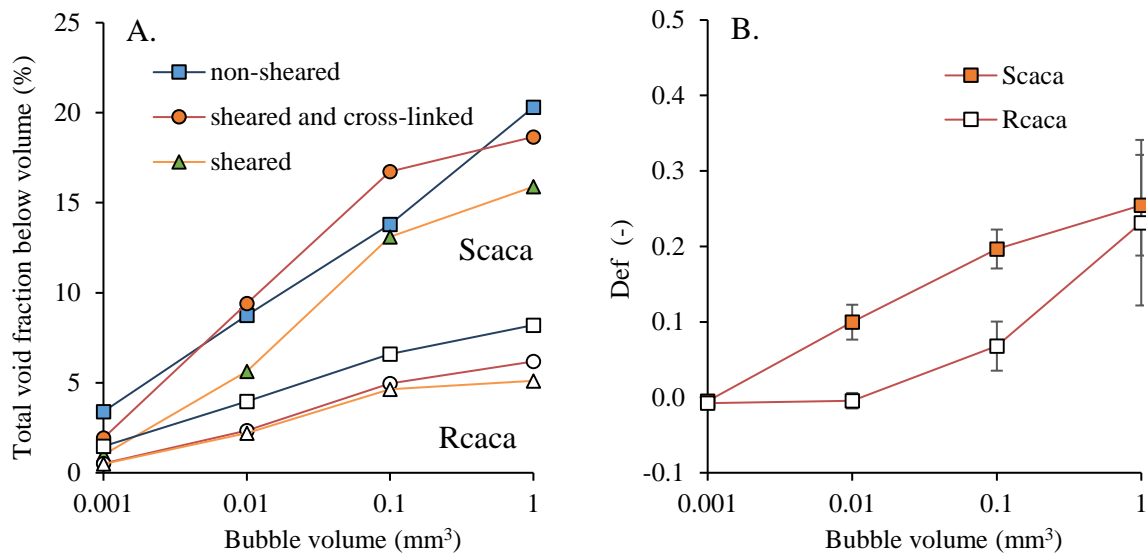 A.
25
20
15
10
5
0
Total void fraction below volume (%)
non-sheared
sheared and cross-linked
sheared
Scaca
Rcaca
0.001 0.01 0.1 1
Bubble volume (mm³)
B.
0.5
0.4
0.3
0.2
0.1
0.0
-0.1
Def (-)
Scaca
Rcaca
0.001 0.01 0.1 1
Bubble volume (mm³)